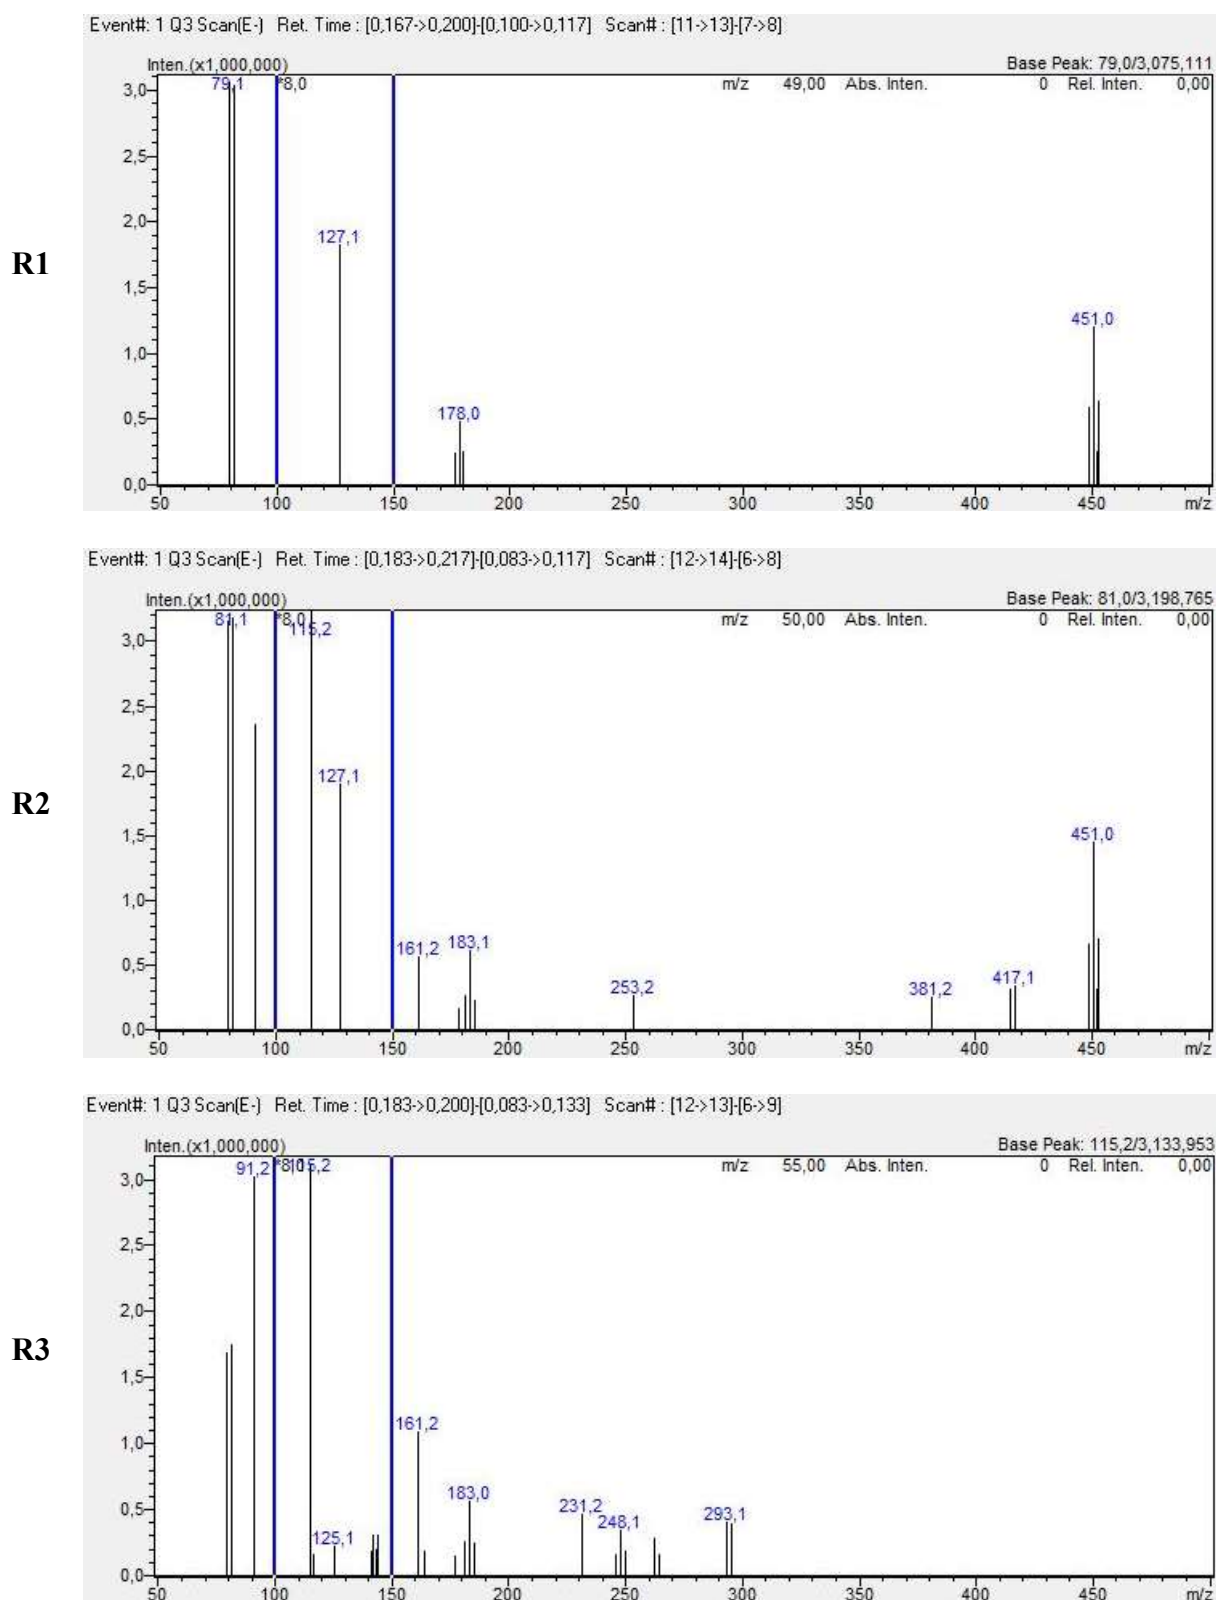 Event#: 1 Q3 Scan(E-) Ret. Time : [0,167->0,200]-[0,100->0,117] Scan# : [11->13]-[7->8]
Inten.(x1,000,000) Base Peak: 79,0/3,075,111
79,1 *8,0 m/z 49,00 Abs. Inten. 0 Rel. Inten. 0,00
3,0
2,5
2,0
127,1
R1
1,5
451,0
1,0
0,5
178,0
0,0
50 100 150 200 250 300 350 400 450 m/z
Event#: 1 Q3 Scan(E-) Ret. Time : [0,183->0,217]-[0,083->0,117] Scan# : [12->14]-[6->8]
Inten.(x1,000,000) Base Peak: 81,0/3,198,765
81,1 *8,0 115,2 m/z 50,00 Abs. Inten. 0 Rel. Inten. 0,00
3,0
2,5
2,0
127,1
R2
1,5
451,0
1,0
161,2 183,1
0,5
253,2 381,2 417,1
0,0
50 100 150 200 250 300 350 400 450 m/z
Event#: 1 Q3 Scan(E-) Ret. Time : [0,183->0,200]-[0,083->0,133] Scan# : [12->13]-[6->9]
Inten.(x1,000,000) Base Peak: 115,2/3,133,953
91,2 115,2 m/z 55,00 Abs. Inten. 0 Rel. Inten. 0,00
3,0
2,5
2,0
R3
1,5
161,2
1,0
183,0
0,5
125,1 231,2 248,1 293,1
0,0
50 100 150 200 250 300 350 400 450 m/z